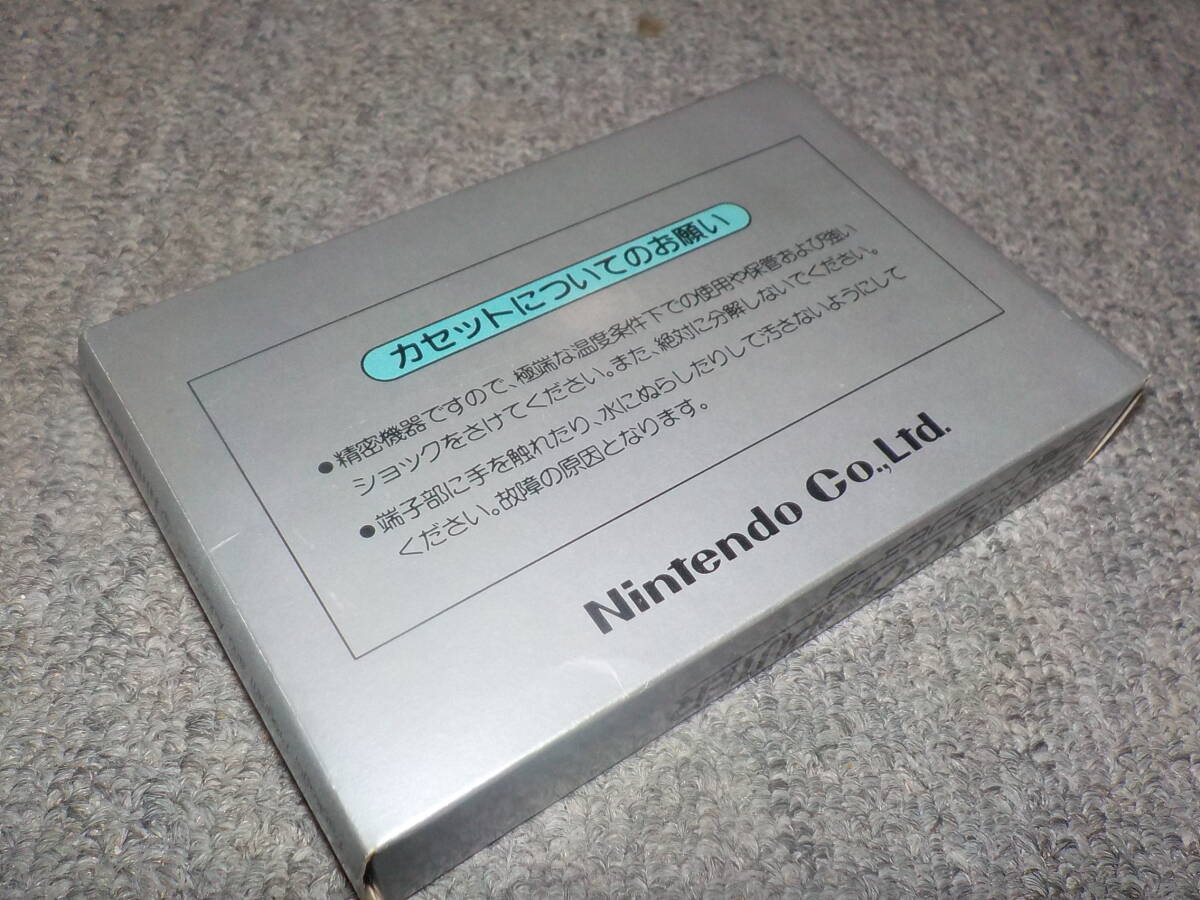 カセットについてのお願い
●精密機器ですので、極端な温度条件下での使用や保管および強い
ショックをさけてください。また、絶対に分解しないでください。
●端子部に手を触れたり、水にぬらしたりして汚さないようにして
ください。故障の原因となります。
Nintendo Co.,Ltd.